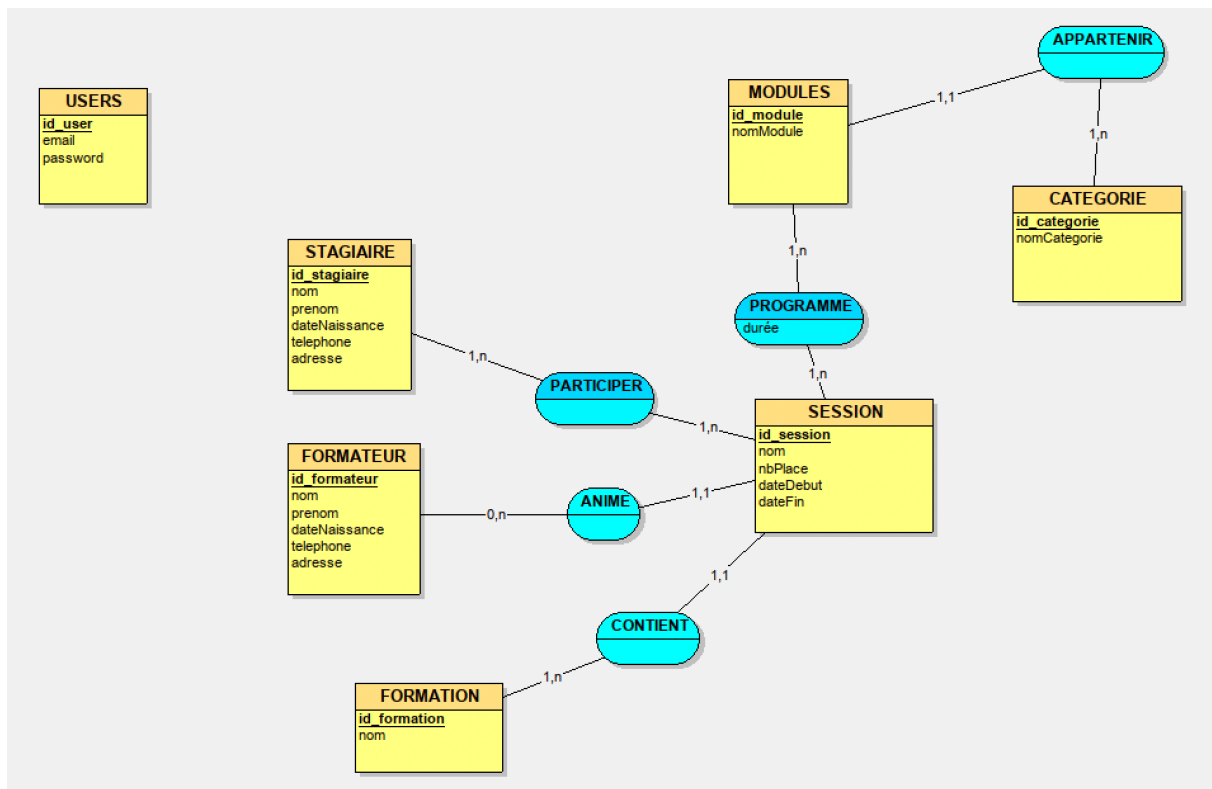 APPARTENIR
1,1
1,n
USERS
id_user
email
password
MODULES
id_module
nomModule
CATEGORIE
id_categorie
nomCategorie
1,n
STAGIAIRE
id_stagiaire
nom
prenom
dateNaissance
telephone
adresse
PROGRAMME
durée
1,n
1,n
PARTICIPER
1,n
SESSION
id_session
nom
nbPlace
dateDebut
dateFin
FORMATEUR
id_formateur
nom
prenom
dateNaissance
telephone
adresse
0,n
ANIME
1,1
1,1
CONTIENT
1,n
FORMATION
id_formation
nom